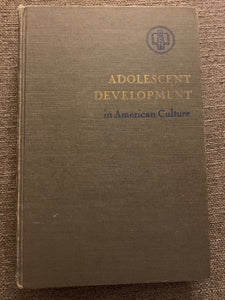 ADOLESCENT
DEVELOPMENT
in American Culture